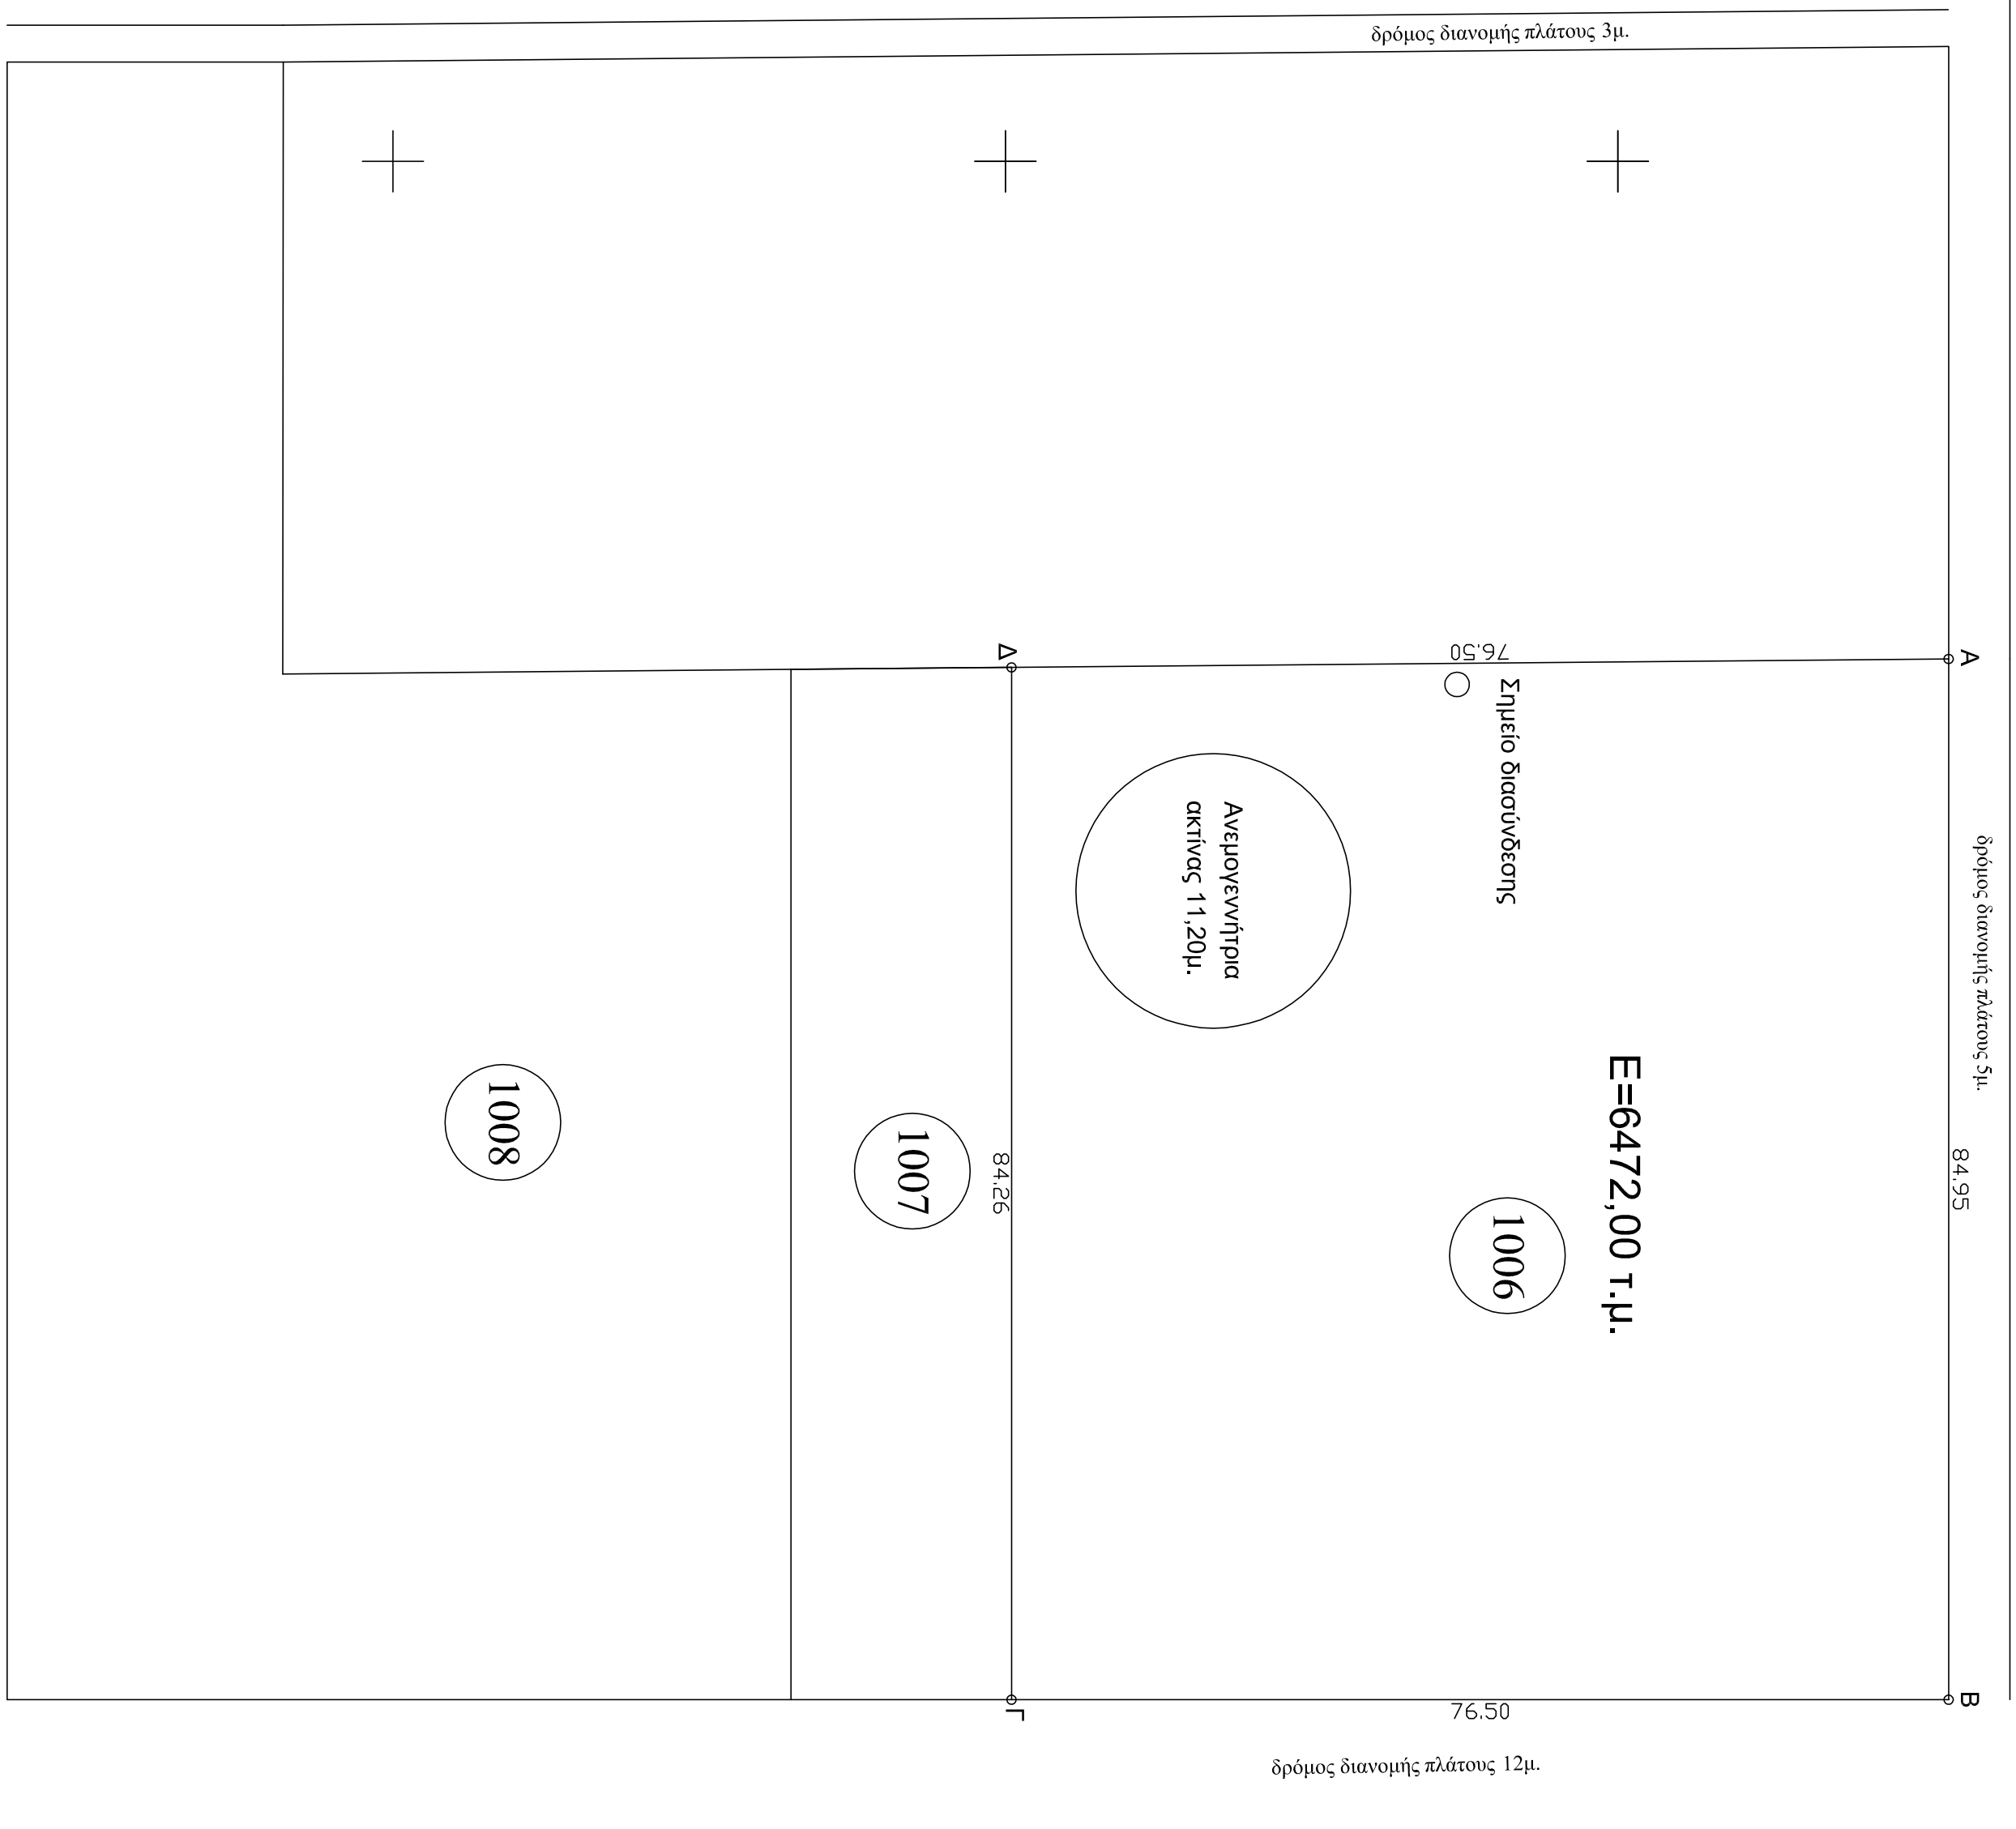 δρόμος διανομής πλάτους 3μ.
Δ
76.50
Α
Σημείο διασύνδεσης
Ανεμογεννήτρια
ακτίνας 11,20μ.
δρόμος διανομής πλάτους 5μ.
Ε=6472,00 τ.μ.
1008
1007
84.26
1006
84.95
Γ
76.50
Β
δρόμος διανομής πλάτους 12μ.